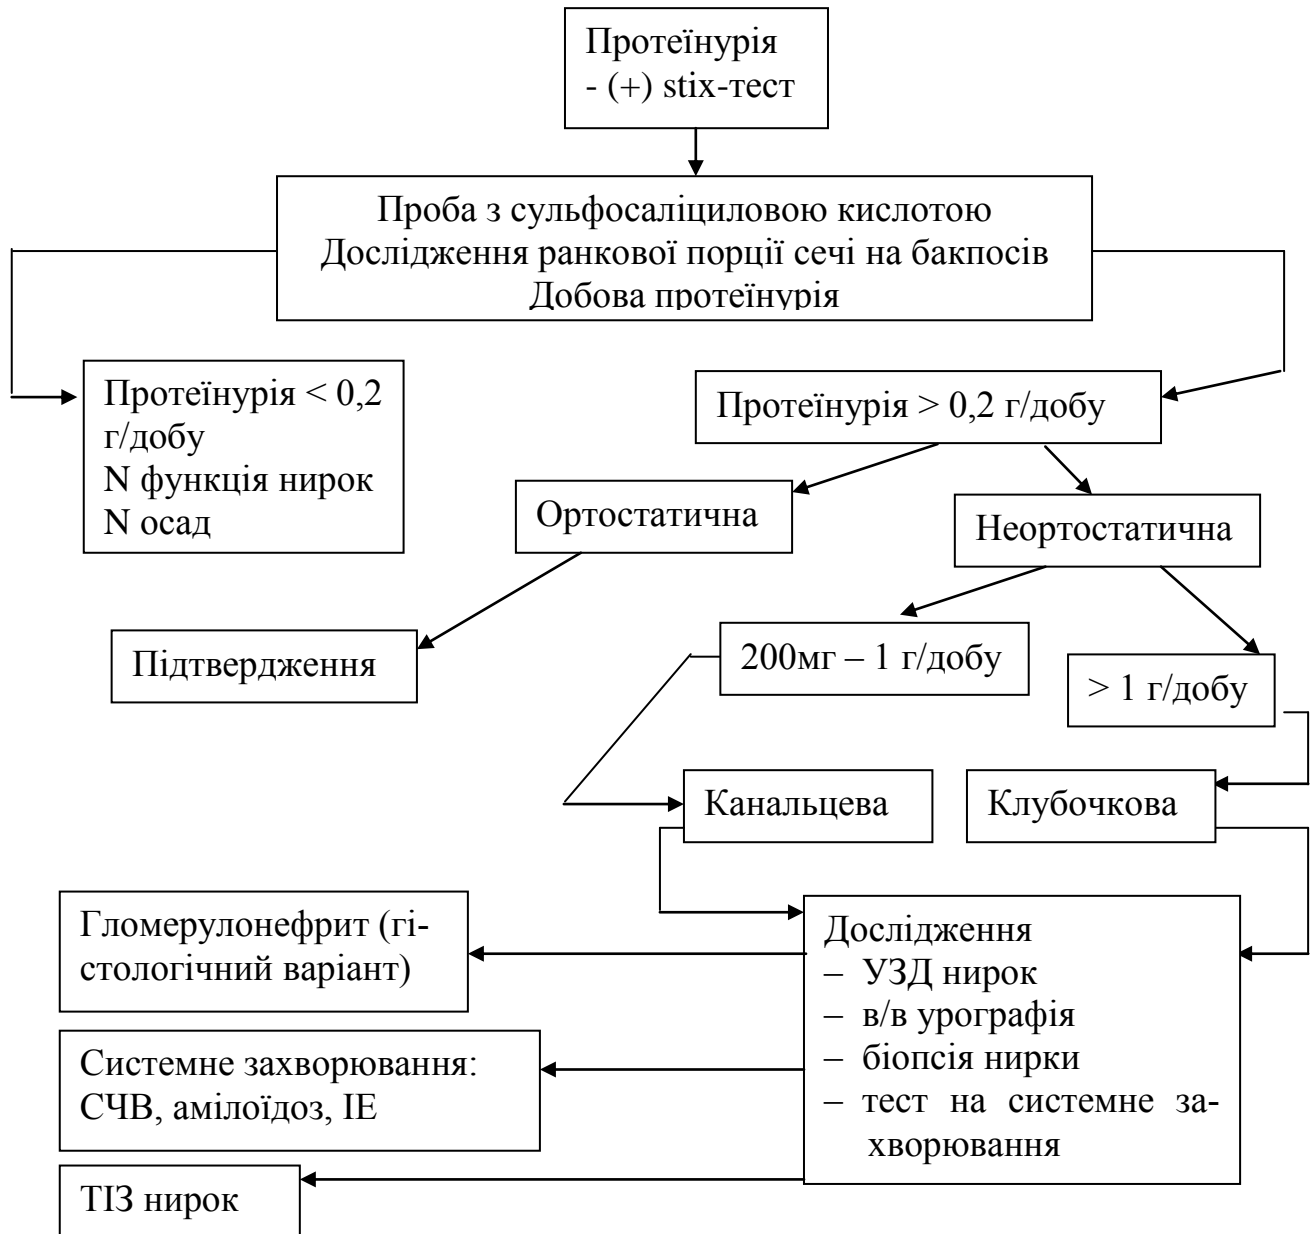 Протеїнурія
- (+) stix-тест
Проба з сульфосаліциловою кислотою
Дослідження ранкової порції сечі на бакпосів
Добова протеїнурія
Протеїнурія < 0,2
г/добу
N функція нирок
N осад
Протеїнурія > 0,2 г/добу
Ортостатична
Неортостатична
Підтвердження
200мг – 1 г/добу
> 1 г/добу
Канальцева
Клубочкова
Гломерулонефрит (гі-
стологічний варіант)
Системне захворювання:
СЧВ, амілоїдоз, ІЕ
ТІЗ нирок
Дослідження
– УЗД нирок
– в/в урографія
– біопсія нирки
– тест на системне за-
хворювання